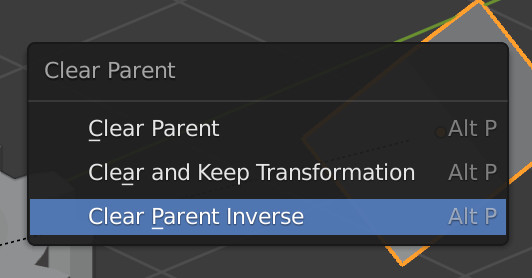 Clear Parent
Clear Parent Alt P
Clear and Keep Transformation Alt P
Clear Parent Inverse Alt P